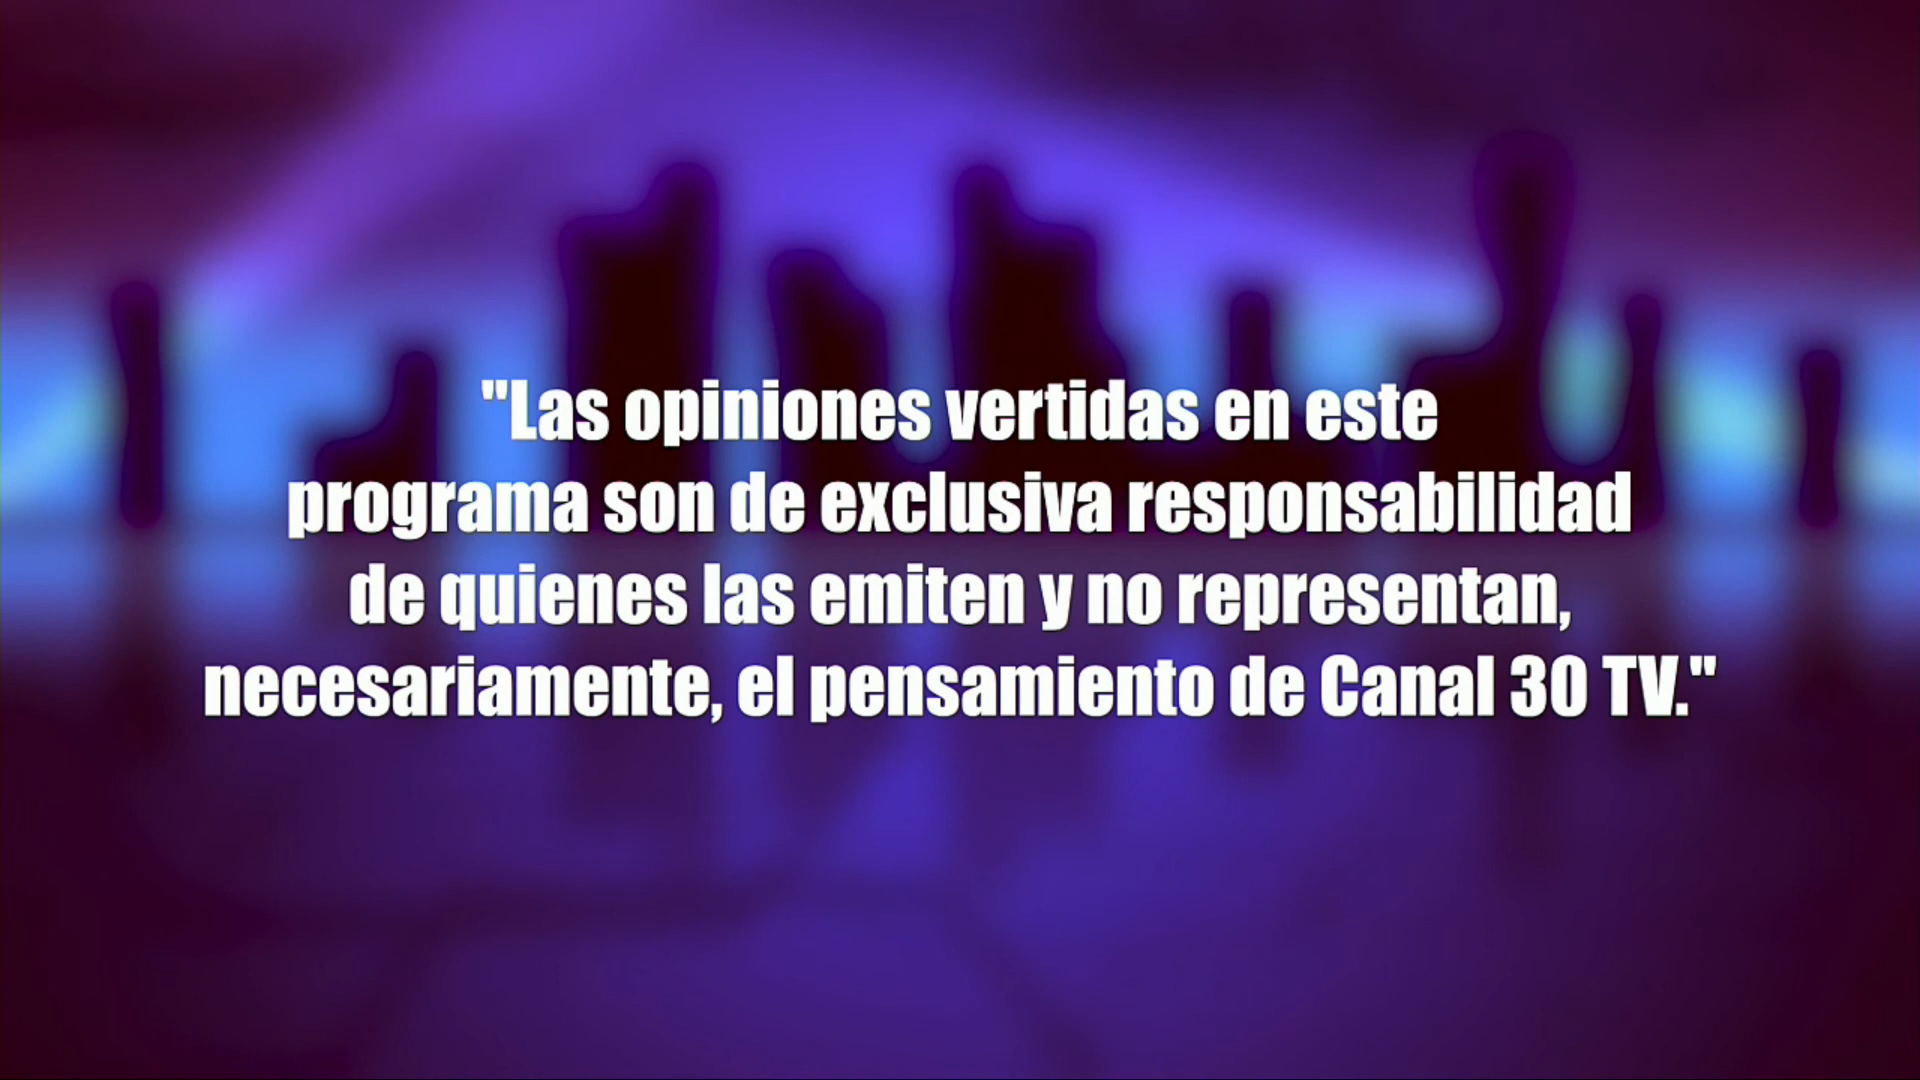 "Las opiniones vertidas en este
programa son de exclusiva responsabilidad
de quienes las emiten y no representan,
necesariamente, el pensamiento de Canal 30 TV."